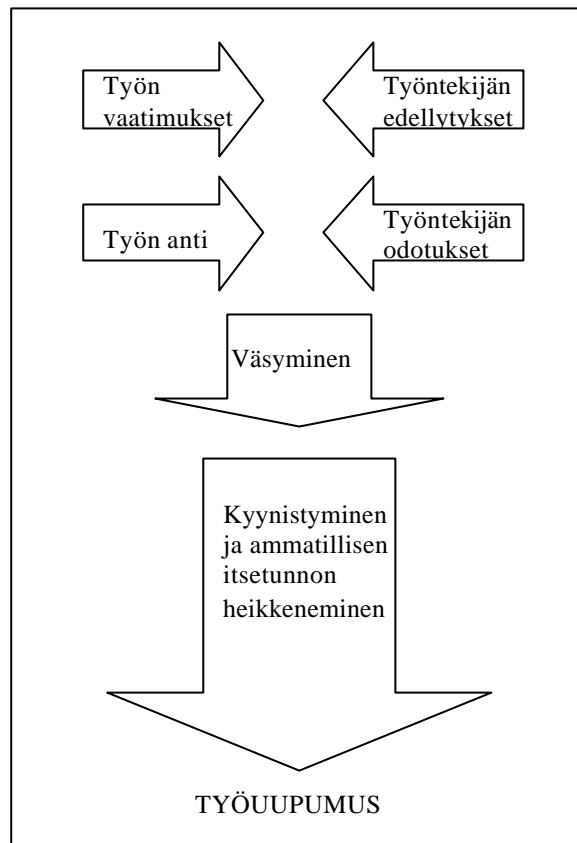 Työn
vaatimukset
Työntekijän
edellytykset
Työn anti
Työntekijän
odotukset
Väsyminen
Kyynistyminen
ja ammatillisen
itsetunnon
heikkeneminen
TYÖUUPUMUS